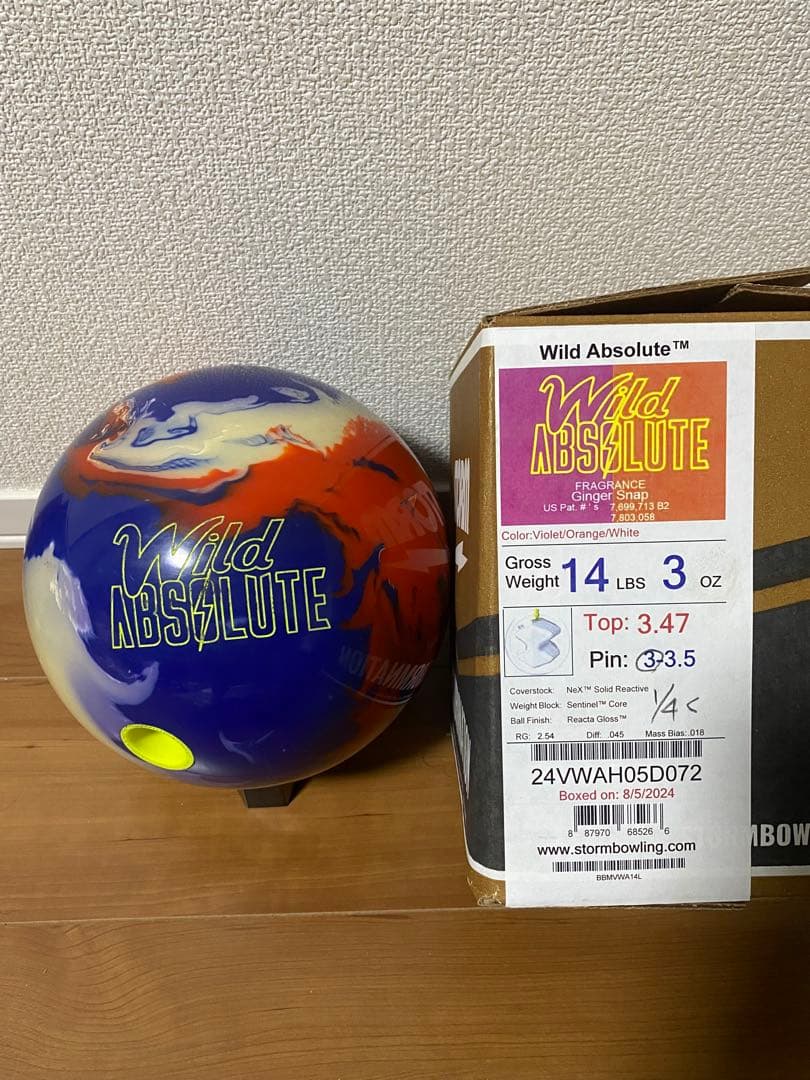 Wild
ABSOLUTE
Wild Absolute™
Wild
ABSOLUTE
FRAGRANCE
Ginger Snap
US Pat. # ' s 7,699,713 B2
7,803,058
Color:Violet/Orange/White
Gross
Weight 14 LBS 3 OZ
Top: 3.47
Pin: 3-3.5
Coverstock: NeX™ Solid Reactive
Weight Block: Sentinel™ Core
1/4 <
Ball Finish: Reacta Gloss™
RG: 2.54 Diff: .045 Mass Bias:.018
24VWAH05D072
Boxed on: 8/5/2024
8 87970 68526 6
www.stormbowling.com
BBMVWA14L